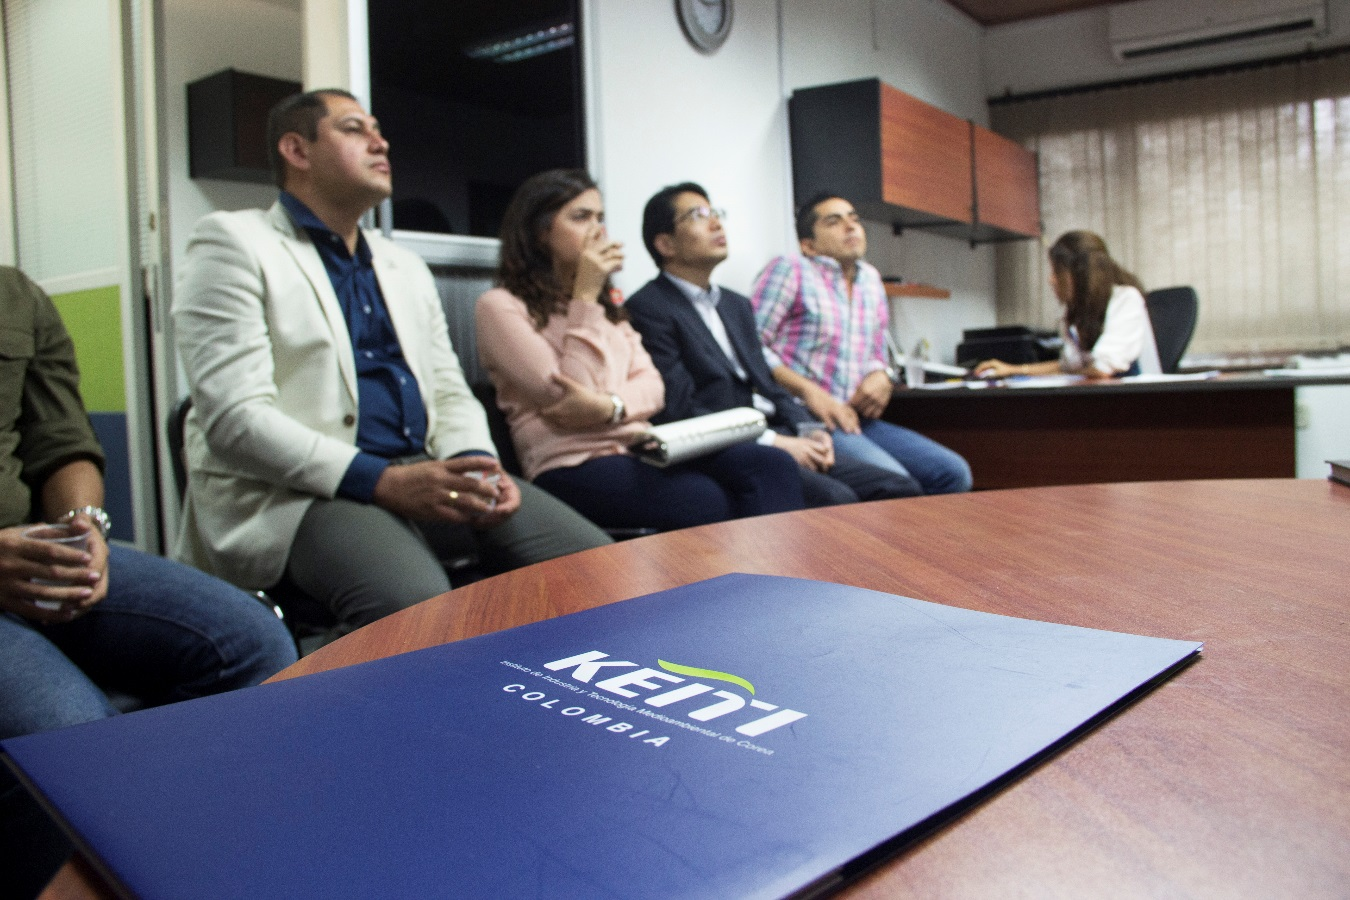 KEITI
Instituto de Industria y Tecnología Medioambiental de Corea
COLOMBIA